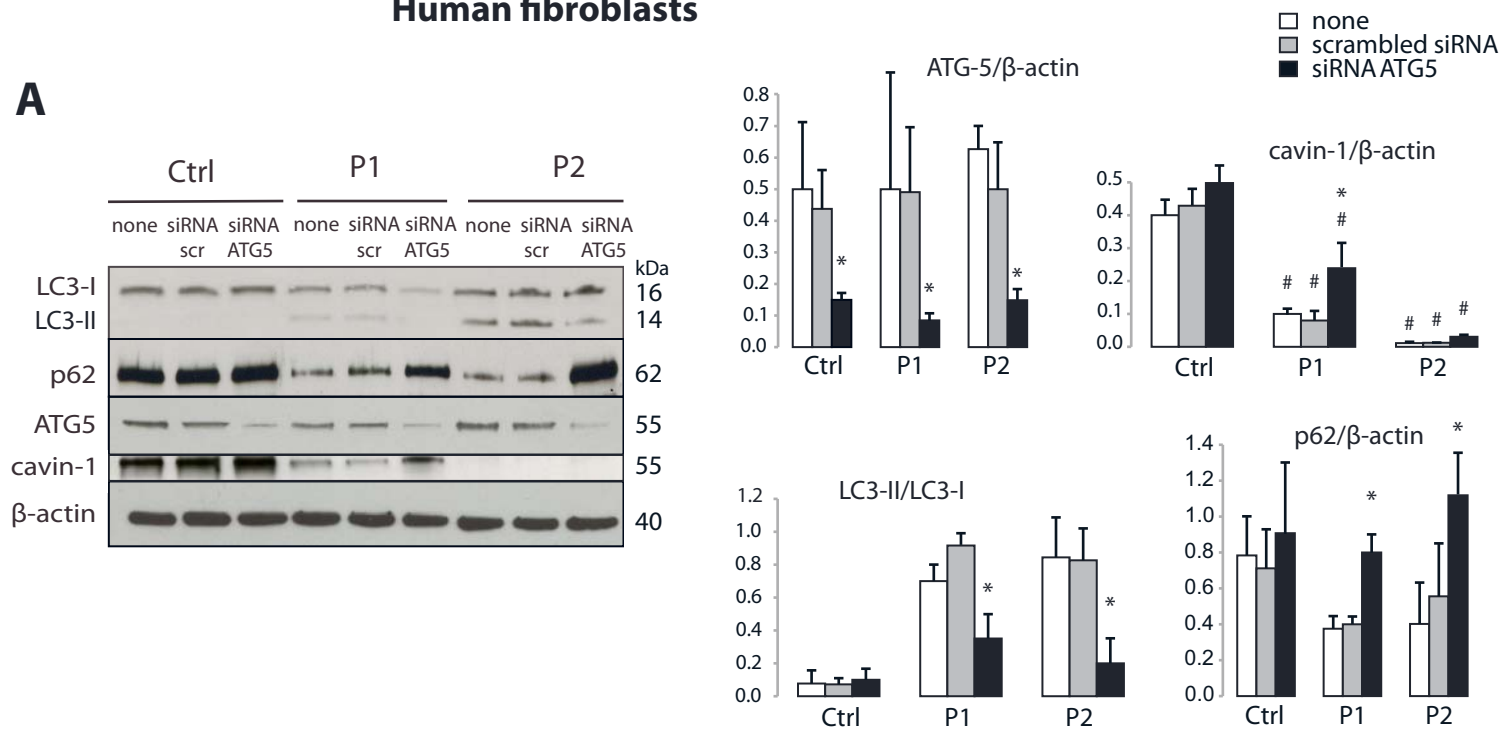 Human fibroblasts
none
scrambled siRNA
siRNA ATG5
A
Ctrl P1 P2
none siRNA siRNA none siRNA siRNA none siRNA siRNA
scr ATG5 scr ATG5 scr ATG5
kDa
LC3-I 16
LC3-II 14
p62 62
ATG5 55
cavin-1 55
β-actin 40
ATG-5/β-actin
0.8
0.7
0.6
0.5
0.4
0.3
0.2
0.1
0.0
* * *
Ctrl P1 P2
cavin-1/β-actin
0.5
0.4
0.3
0.2
0.1
0.0
*
# # # # # #
Ctrl P1 P2
LC3-II/LC3-I
1.2
1.0
0.8
0.6
0.4
0.2
0.0
* *
Ctrl P1 P2
p62/β-actin
1.4
1.2
1.0
0.8
0.6
0.4
0.2
0.0
* *
Ctrl P1 P2